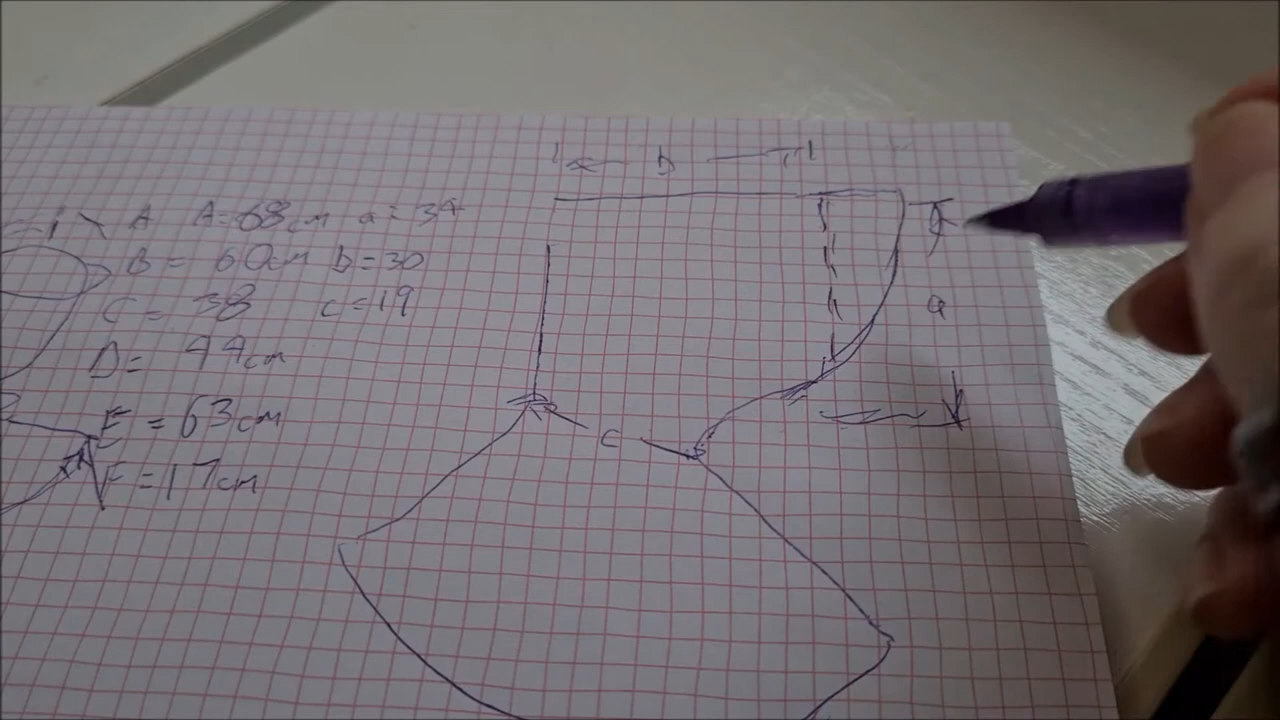 b
A A=68cm a=34
B = 60cm b=30
C = 38 c=19
a
D= 44cm
E = 63cm
c
F=17cm